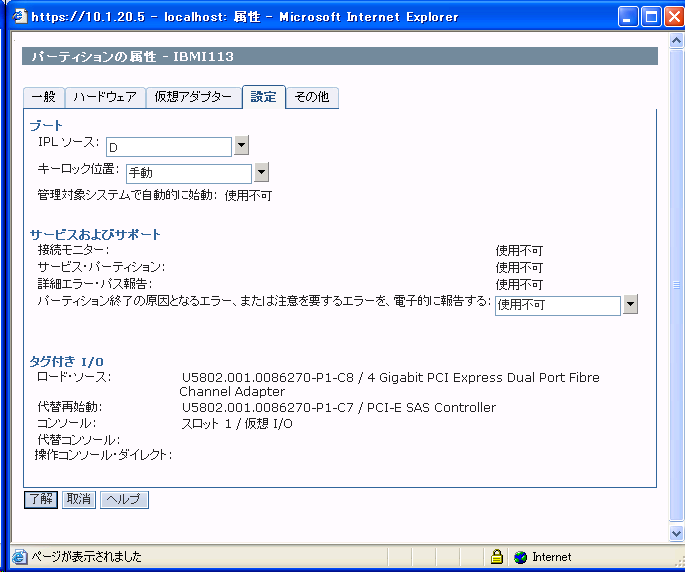 https://10.1.20.5 - localhost: 属性 - Microsoft Internet Explorer
パーティションの属性 - IBMI113
一般 ハードウェア 仮想アダプター 設定 その他
ブート
IPL ソース: D
キーロック位置: 手動
管理対象システムで自動的に始動: 使用不可
サービスおよびサポート
接続モニター: 使用不可
サービス・パーティション: 使用不可
詳細エラー・パス報告: 使用不可
パーティション終了の原因となるエラー、または注意を要するエラーを、電子的に報告する: 使用不可
タグ付き I/O
ロード・ソース: U5802.001.0086270-P1-C8 / 4 Gigabit PCI Express Dual Port Fibre
Channel Adapter
代替再始動: U5802.001.0086270-P1-C7 / PCI-E SAS Controller
コンソール: スロット 1 / 仮想 I/O
代替コンソール:
操作コンソール・ダイレクト:
了解 取消 ヘルプ
ページが表示されました Internet